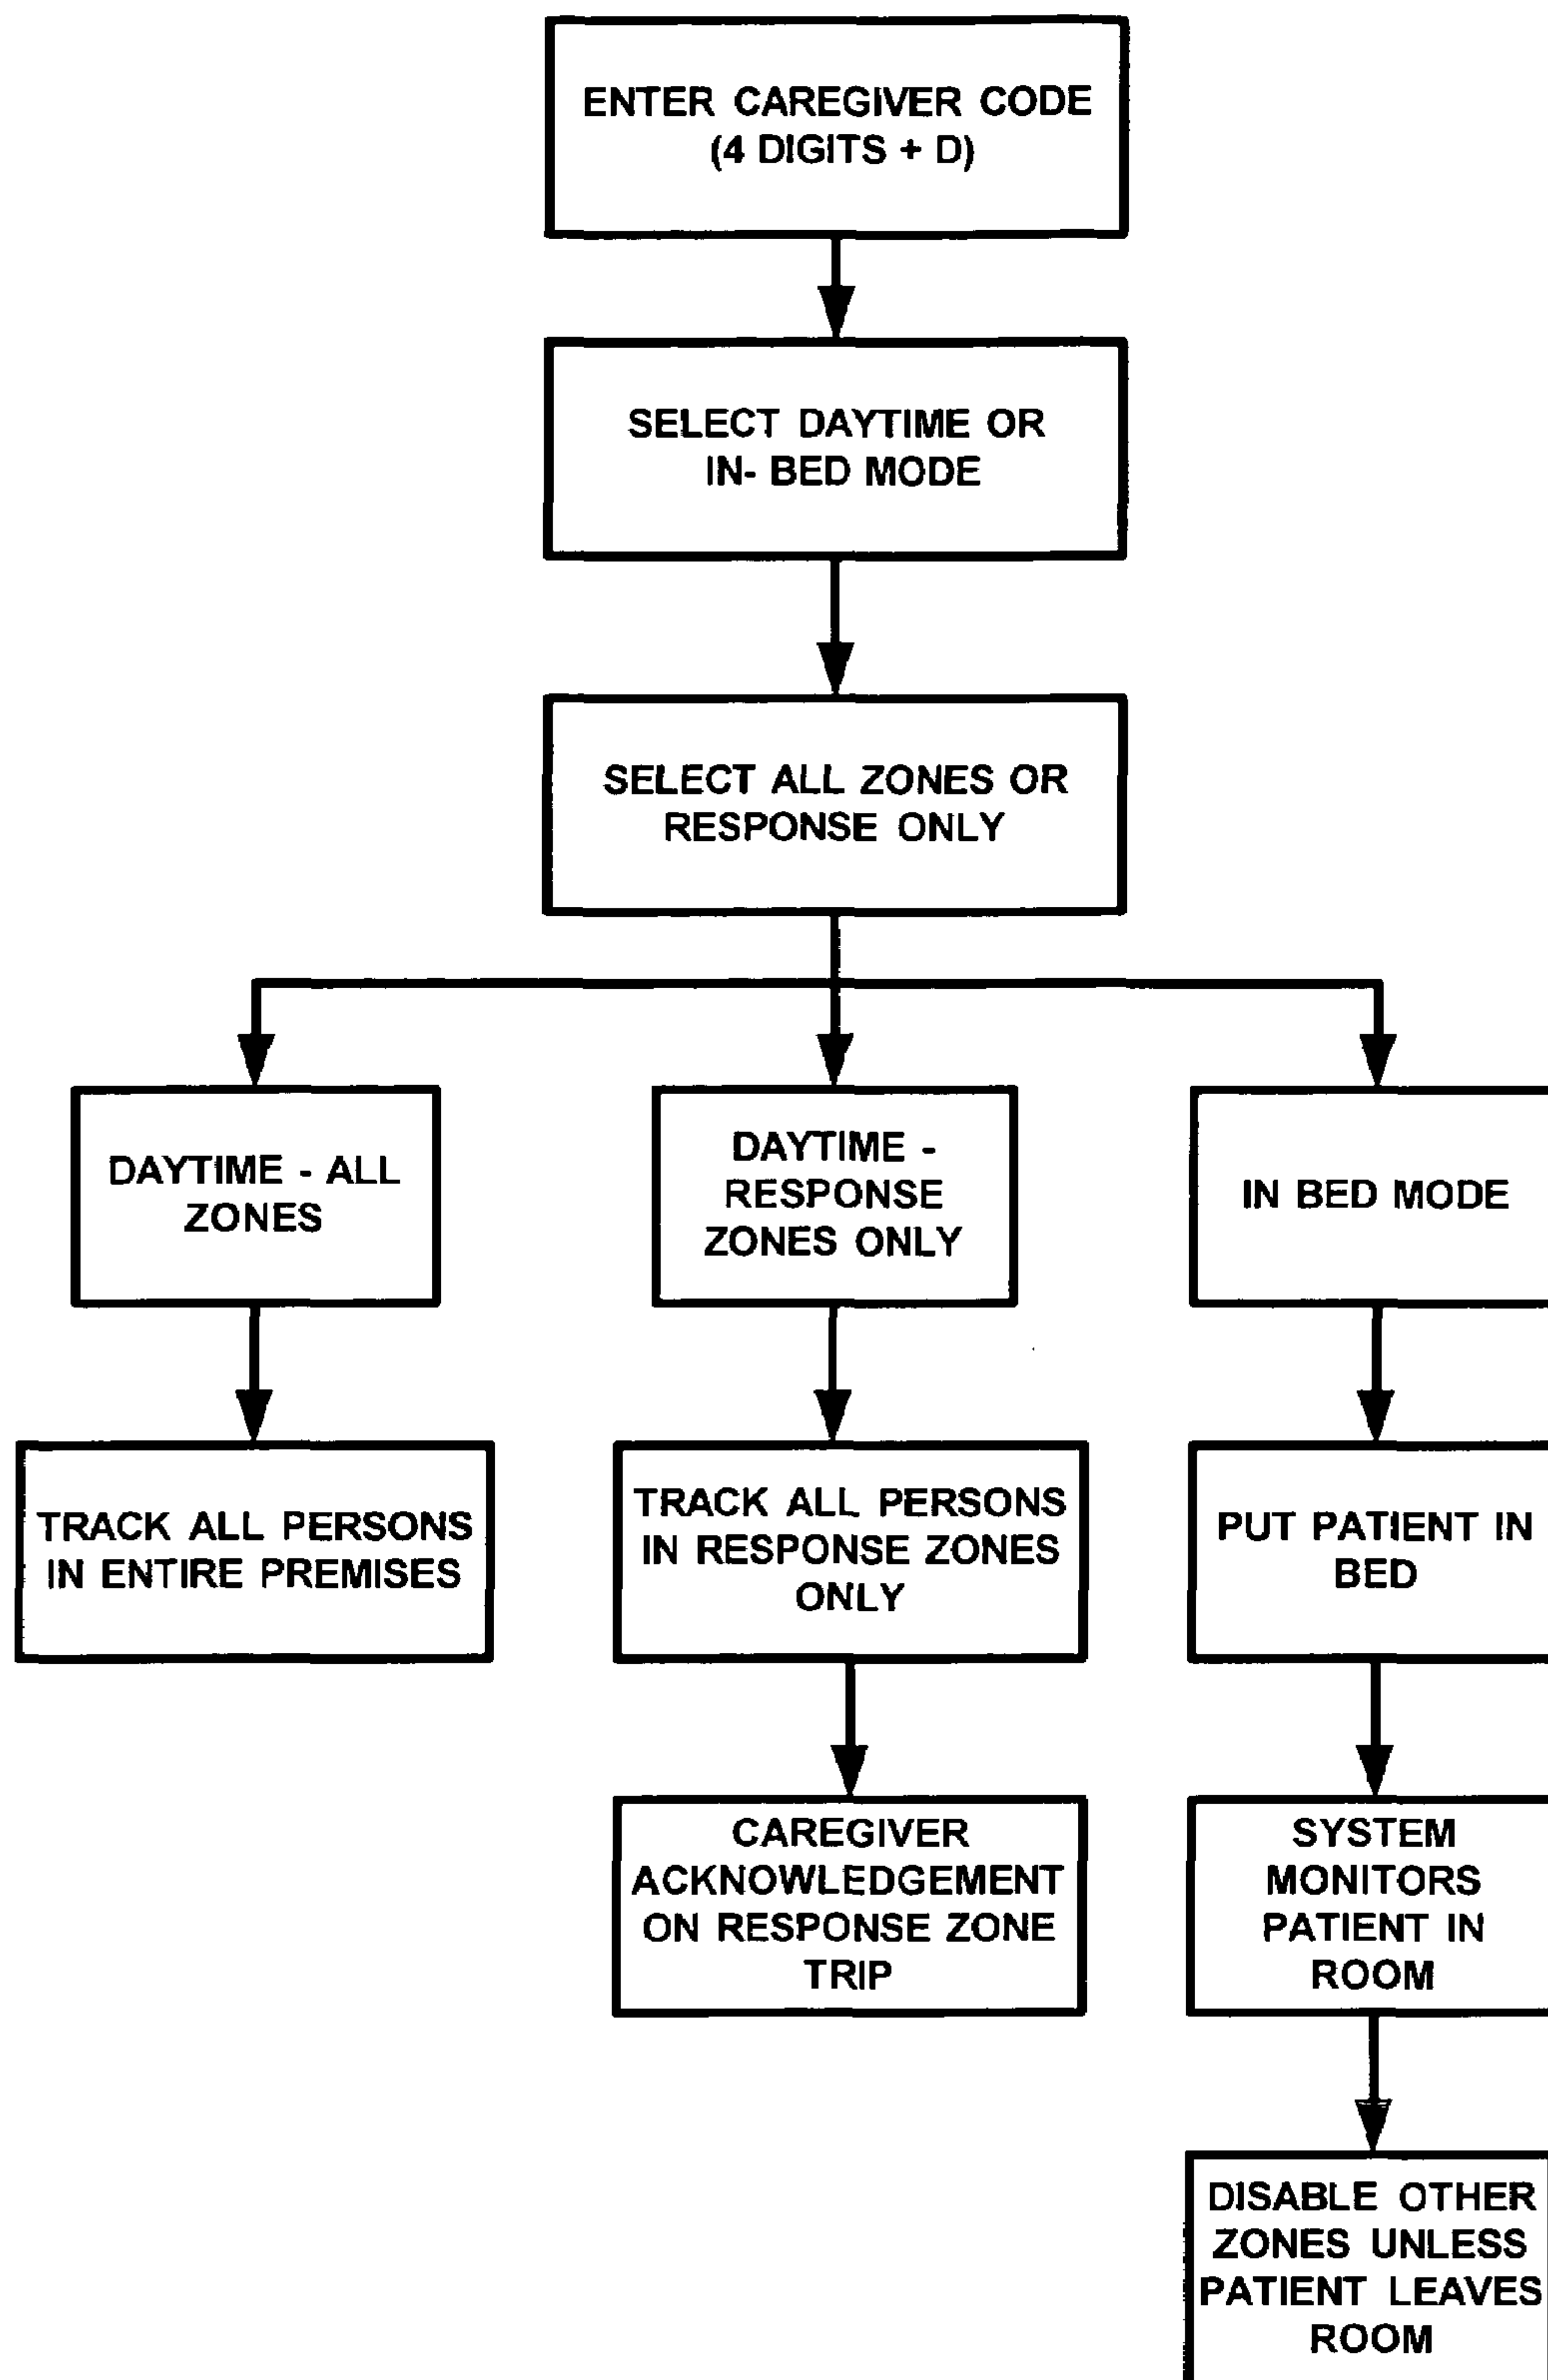 ENTER CAREGIVER CODE
(4 DIGITS + D)
SELECT DAYTIME OR
IN- BED MODE
SELECT ALL ZONES OR
RESPONSE ONLY
DAYTIME - ALL
ZONES
DAYTIME -
RESPONSE
ZONES ONLY
IN BED MODE
TRACK ALL PERSONS
IN ENTIRE PREMISES
TRACK ALL PERSONS
IN RESPONSE ZONES
ONLY
PUT PATIENT IN
BED
CAREGIVER
ACKNOWLEDGEMENT
ON RESPONSE ZONE
TRIP
SYSTEM
MONITORS
PATIENT IN
ROOM
DISABLE OTHER
ZONES UNLESS
PATIENT LEAVES
ROOM